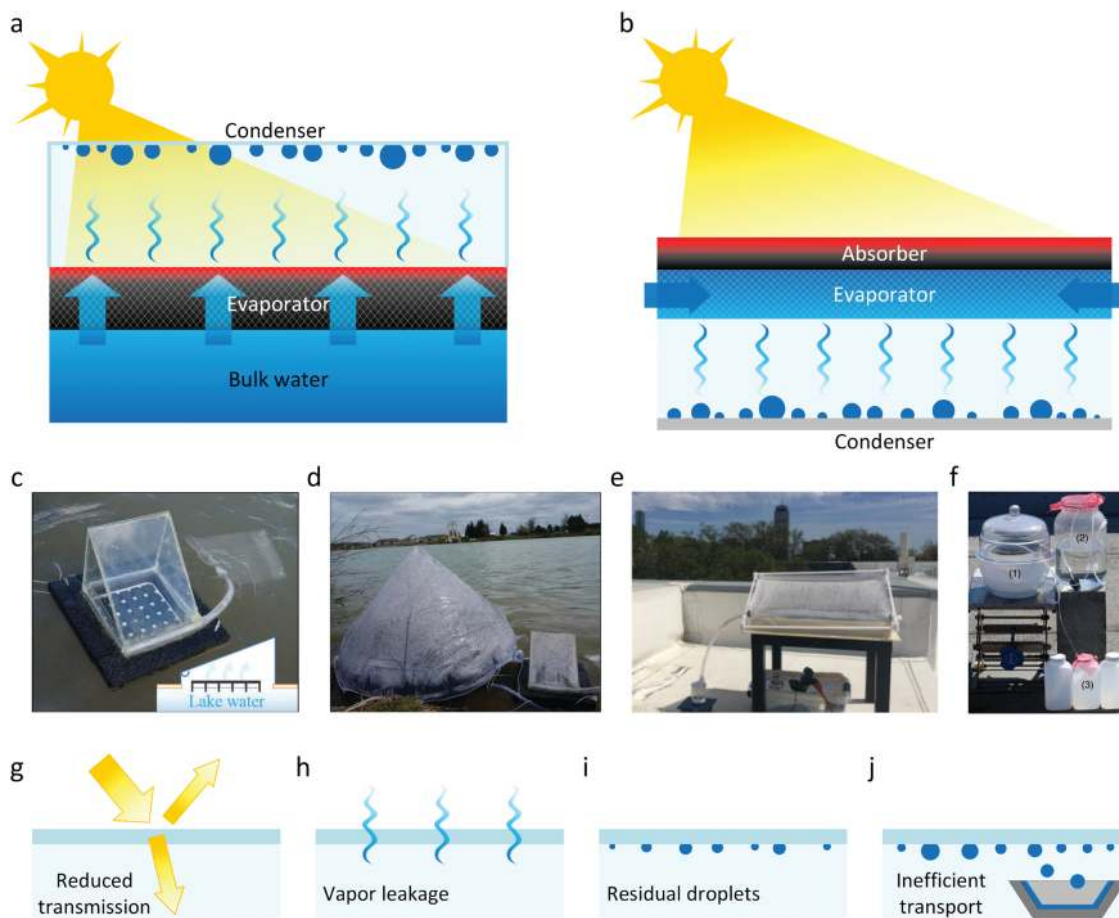 a
b
Condenser
Absorber
Evaporator
Evaporator
Bulk water
Condenser
c
d
e
f
(1)
(2)
(3)
Lake water
g
h
i
j
Reduced
transmission
Vapor leakage
Residual droplets
Inefficient
transport